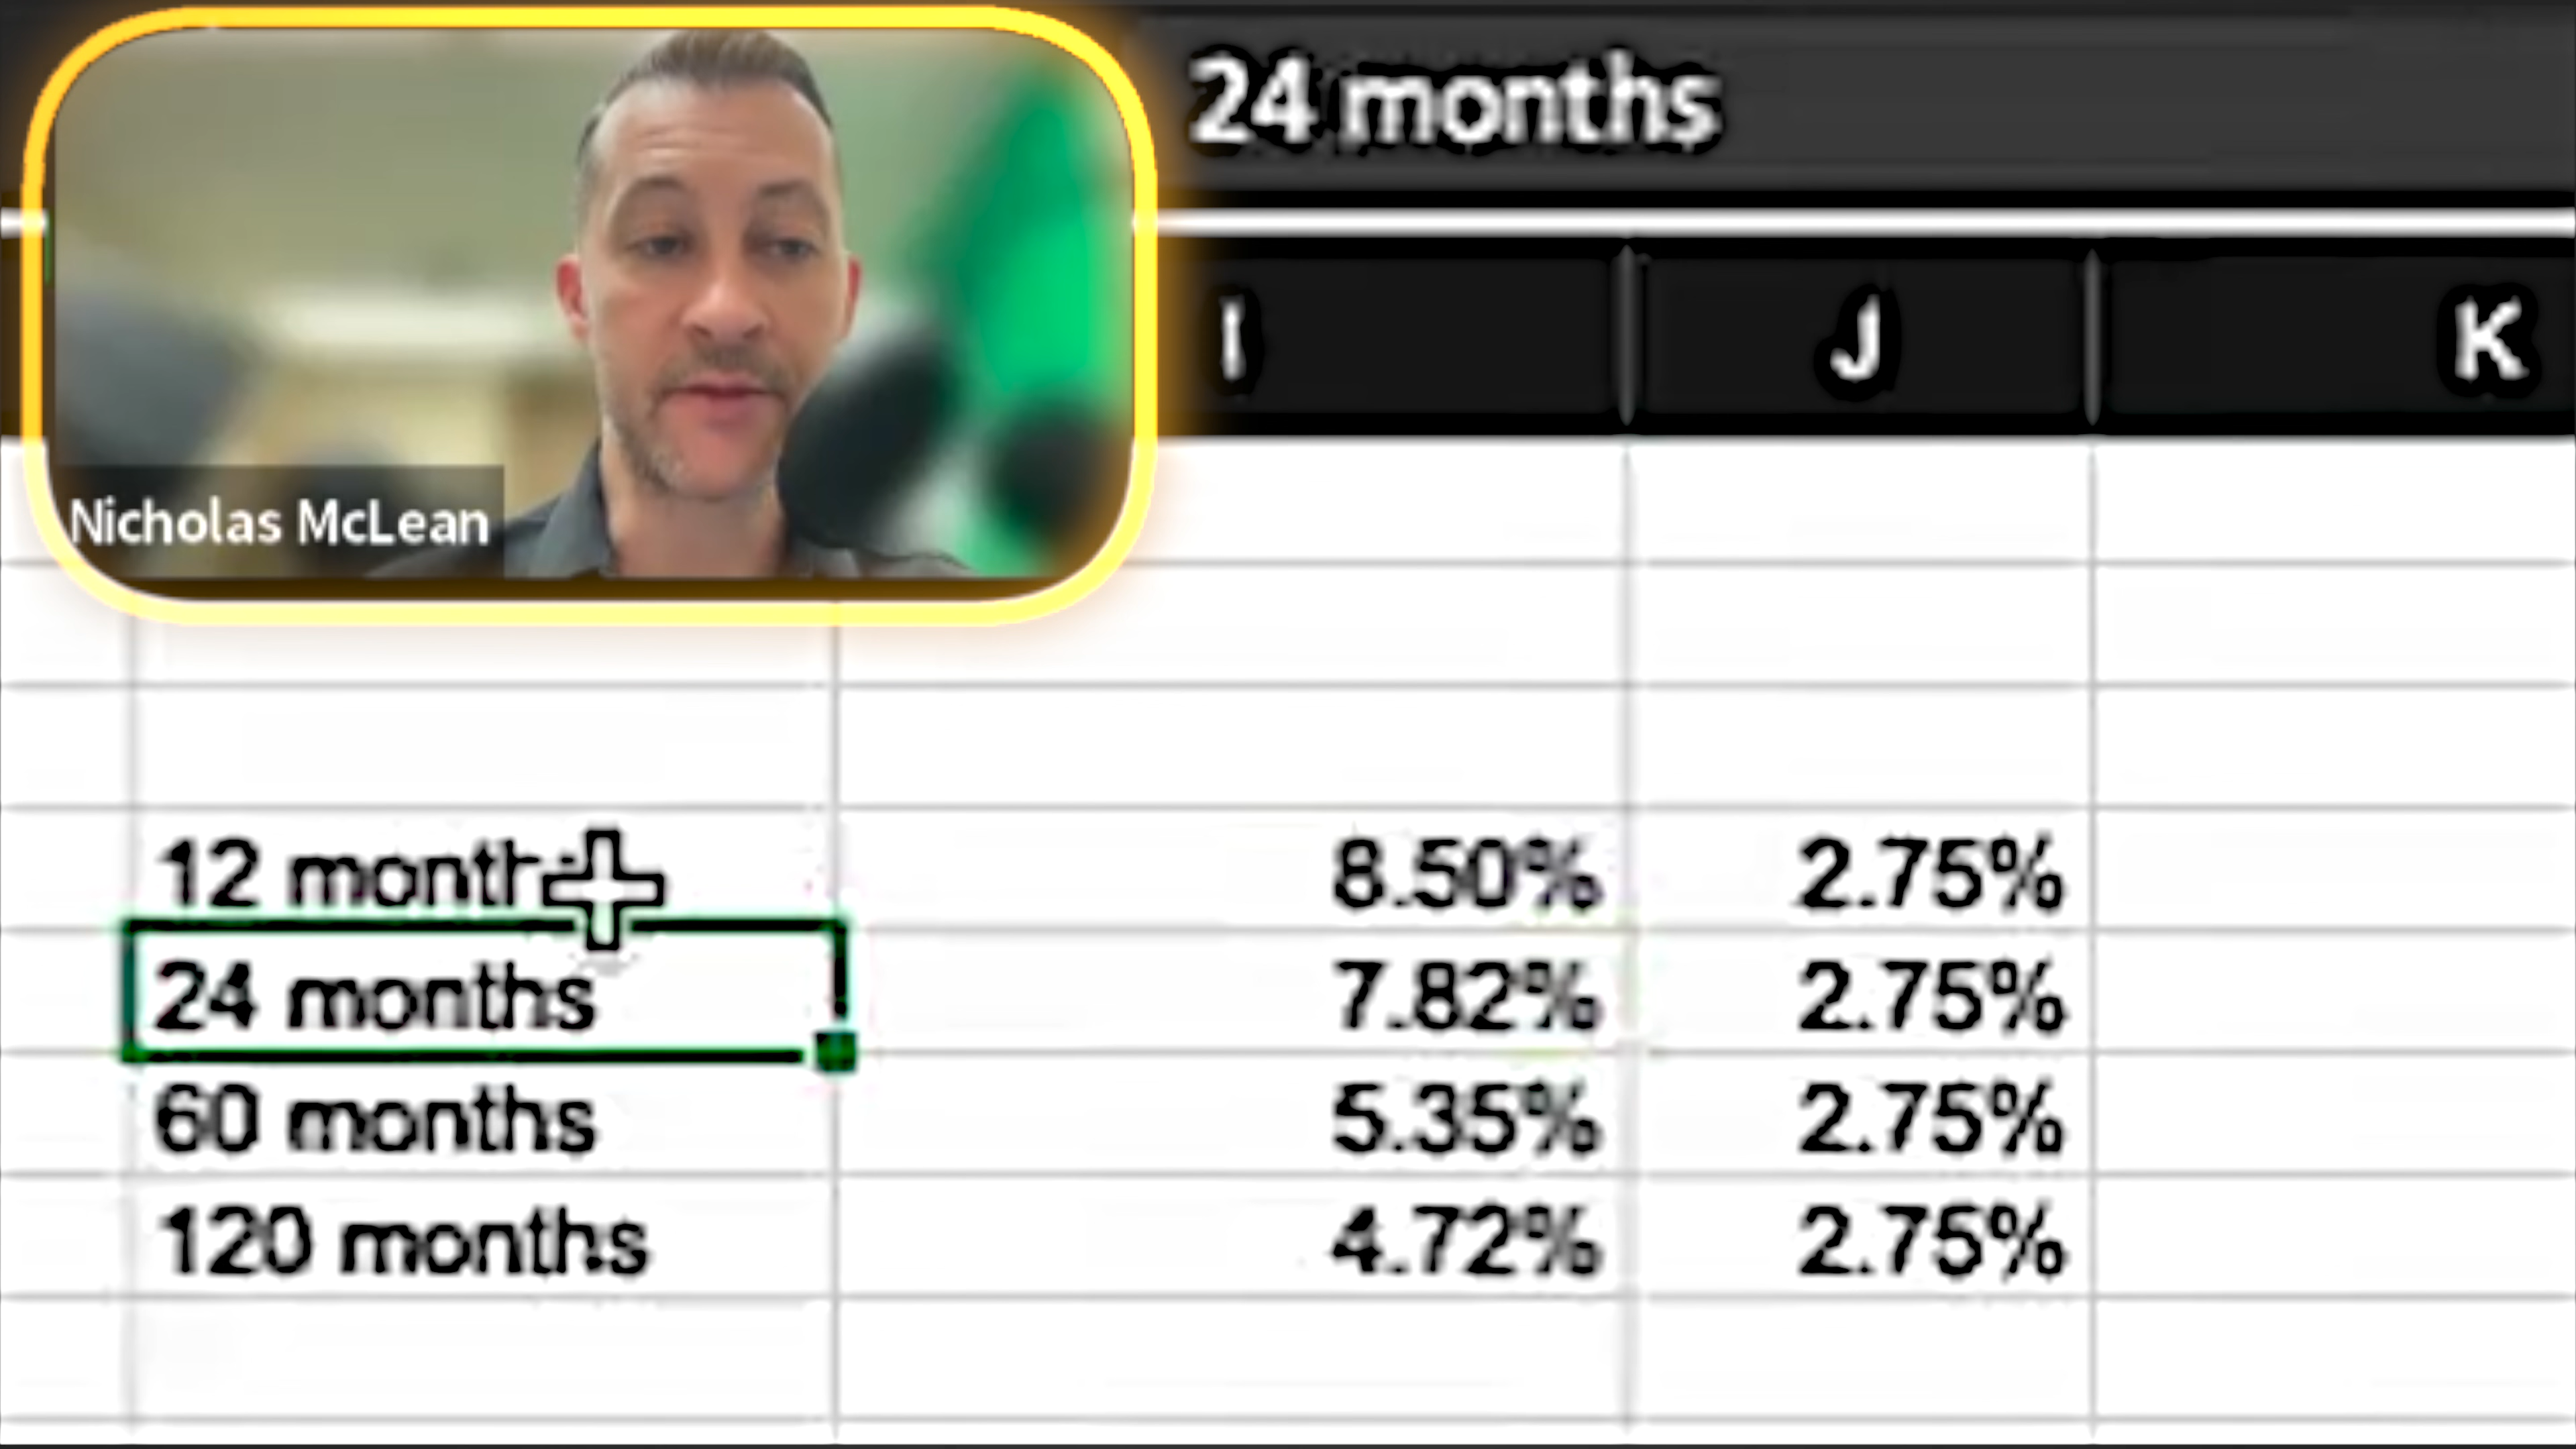 24 months
I J K
Nicholas McLean
12 month 8.50% 2.75%
24 months 7.82% 2.75%
60 months 5.35% 2.75%
120 months 4.72% 2.75%